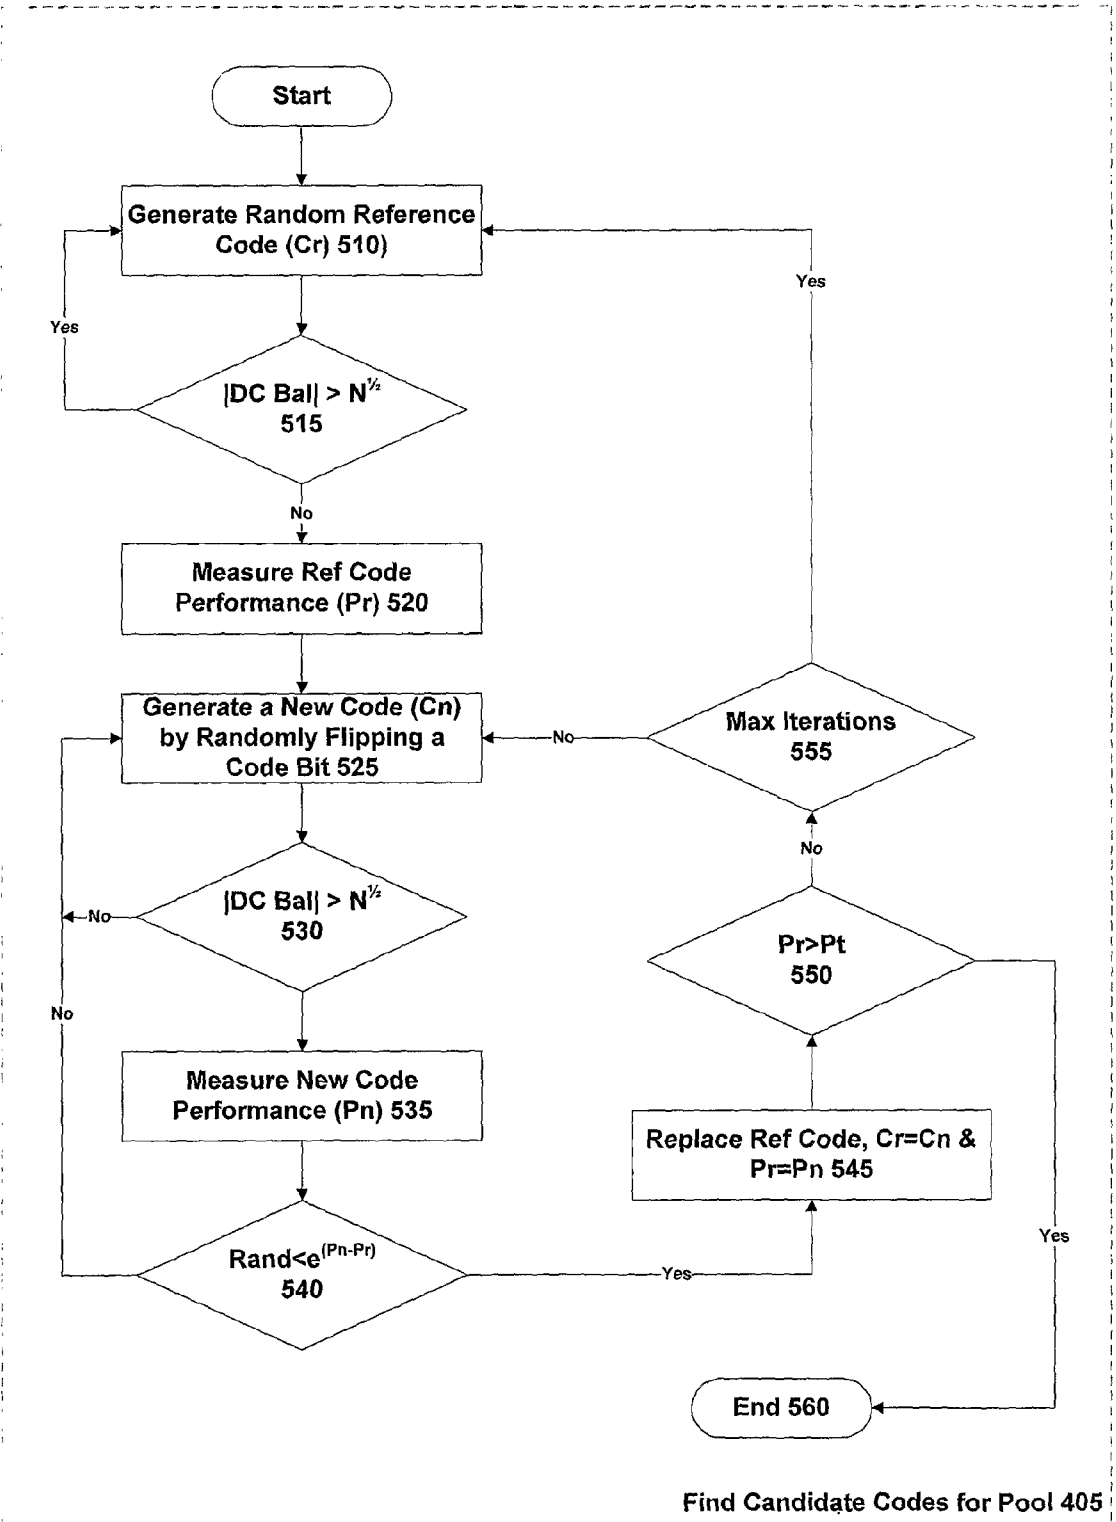 Start
Generate Random Reference
Code (Cr) 510)
Yes
Yes
|DC Bal| > N^½
515
No
Measure Ref Code
Performance (Pr) 520
Generate a New Code (Cn)
by Randomly Flipping a
Code Bit 525
No
Max Iterations
555
No
|DC Bal| > N^½
530
No
Pr>Pt
550
No
Measure New Code
Performance (Pn) 535
Replace Ref Code, Cr=Cn &
Pr=Pn 545
Rand<e^(Pn-Pr)
540
Yes
Yes
End 560
Find Candidate Codes for Pool 405